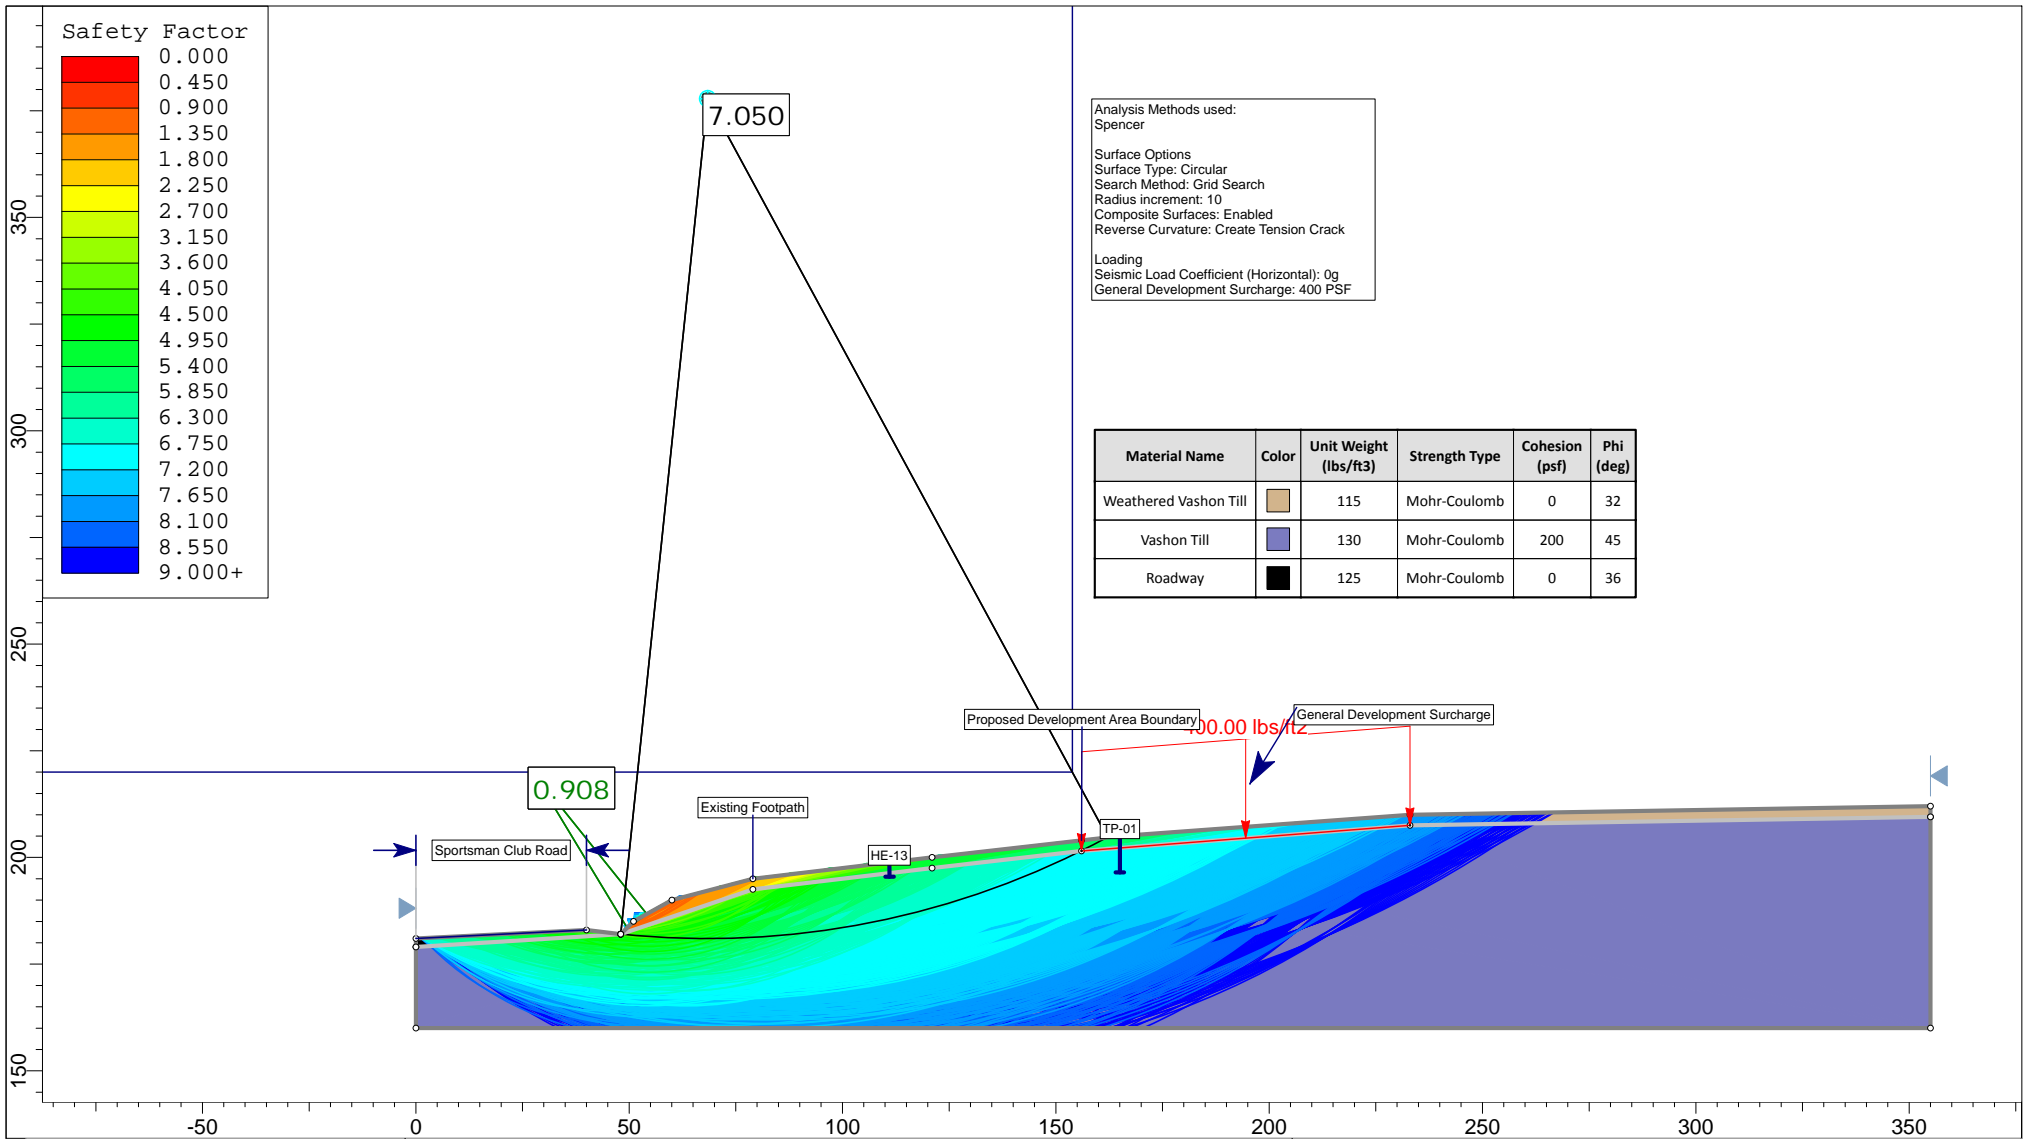 Safety Factor
0.000
0.450
0.900
1.350
1.800
2.250
2.700
3.150
3.600
4.050
4.500
4.950
5.400
5.850
6.300
6.750
7.200
7.650
8.100
8.550
9.000+
7.050
Analysis Methods used:
Spencer
Surface Options
Surface Type: Circular
Search Method: Grid Search
Radius increment: 10
Composite Surfaces: Enabled
Reverse Curvature: Create Tension Crack
Loading
Seismic Load Coefficient (Horizontal): 0g
General Development Surcharge: 400 PSF
Material Name Color Unit Weight (lbs/ft3) Strength Type Cohesion (psf) Phi (deg)
Weathered Vashon Till 115 Mohr-Coulomb 0 32
Vashon Till 130 Mohr-Coulomb 200 45
Roadway 125 Mohr-Coulomb 0 36
Proposed Development Area Boundary
400.00 lbs/ft2
General Development Surcharge
0.908
Existing Footpath
Sportsman Club Road
HE-13
TP-01
350
300
250
200
150
-50 0 50 100 150 200 250 300 350